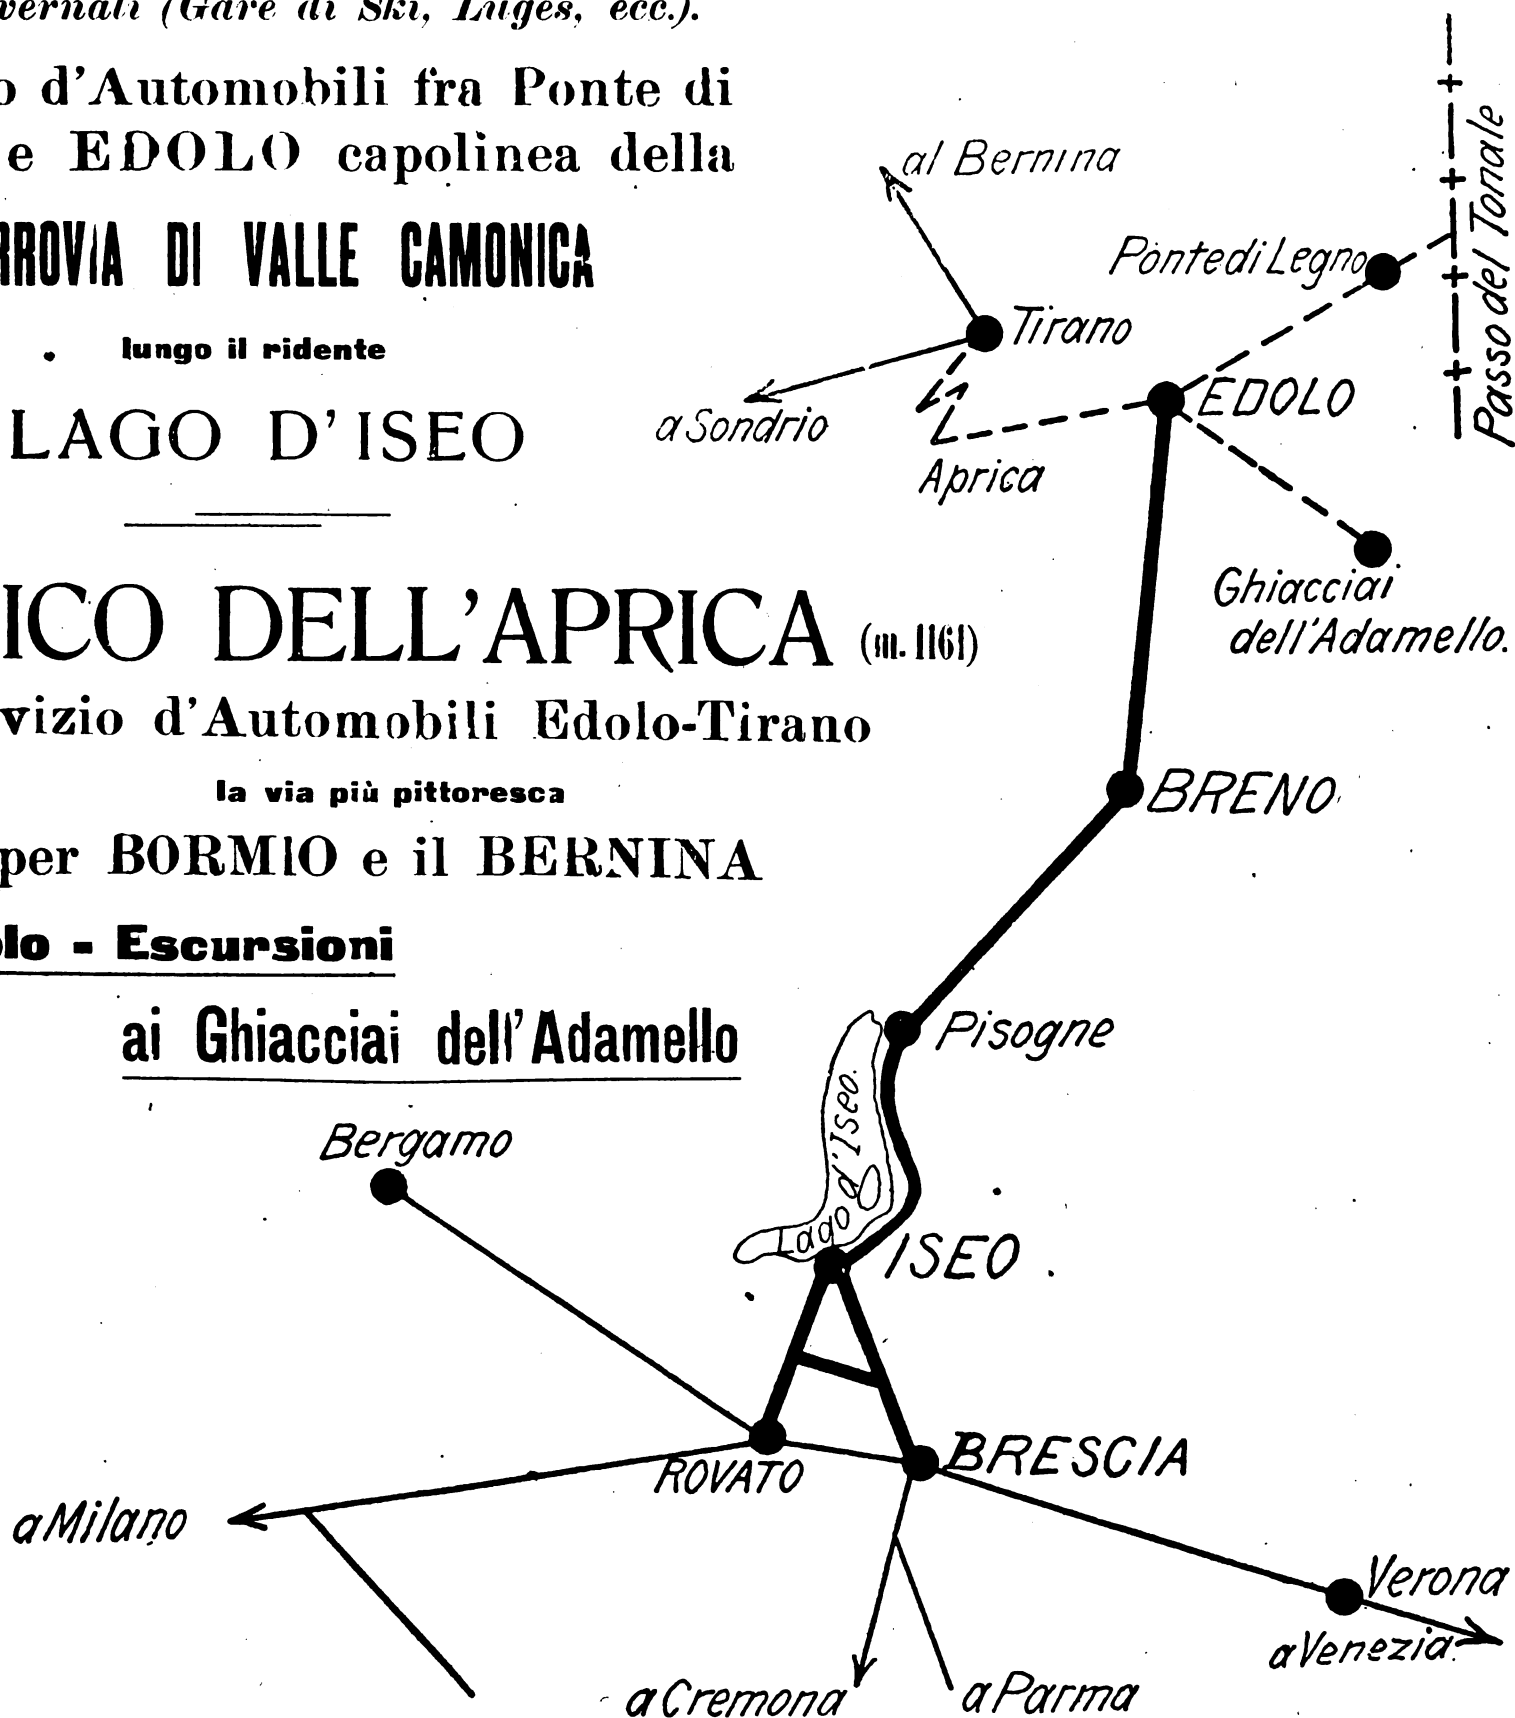 vernali (Gare di Ski, Luges, ecc.).
o d'Automobili fra Ponte di
e EDOLO capolinea della
RROVIA DI VALLE CAMONICA
lungo il ridente
LAGO D'ISEO
ICO DELL'APRICA (m. 1161)
vizio d'Automobili Edolo-Tirano
la via più pittoresca
per BORMIO e il BERNINA
olo - Escursioni
ai Ghiacciai dell'Adamello
al Bernina
Ponte di Legno
Passo del Tonale
Tirano
a Sondrio
EDOLO
Aprica
Ghiacciai
dell'Adamello.
BRENO
Pisogne
Lago d'Iseo.
Bergamo
ISEO
ROVATO
BRESCIA
a Milano
Verona
a Venezia.
a Cremona
a Parma